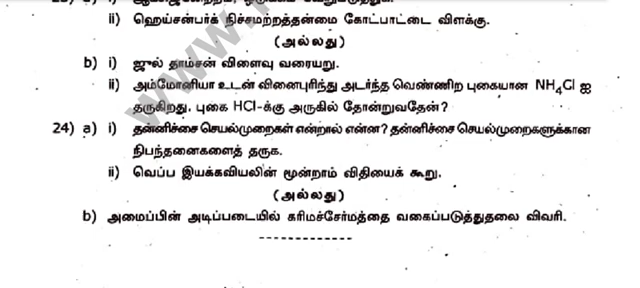 ii) ஹெய்சன்பர்க் நிச்சமற்றத்தன்மை கோட்பாட்டை விளக்கு.
(அல்லது)
b) i) ஜுல் தாம்சன் விளைவு வரையறு.
ii) அம்மோனியா உடன் வினைபுரிந்து அடர்ந்த வெண்ணிற புகையான NH₄Cl ஐ
தருகிறது. புகை HCl-க்கு அருகில் தோன்றுவதேன்?
24) a) i) தன்னிச்சை செயல்முறைகள் என்றால் என்ன? தன்னிச்சை செயல்முறைகளுக்கான
நிபந்தனைகளைத் தருக.
ii) வெப்ப இயக்கவியலின் மூன்றாம் விதியைக் கூறு.
(அல்லது)
b) அமைப்பின் அடிப்படையில் கரிமச்சேர்மத்தை வகைப்படுத்துதலை விவரி.